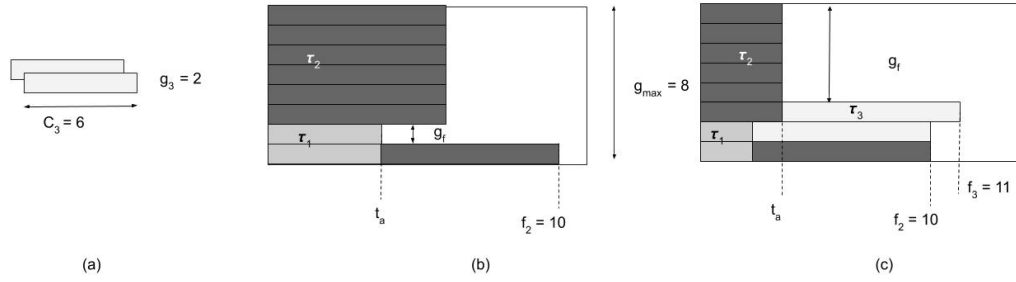 g3 = 2
C3 = 6
(a)
τ2
τ1
gf
gmax = 8
ta
f2 = 10
(b)
τ2
gf
τ3
τ1
ta
f3 = 11
f2 = 10
(c)